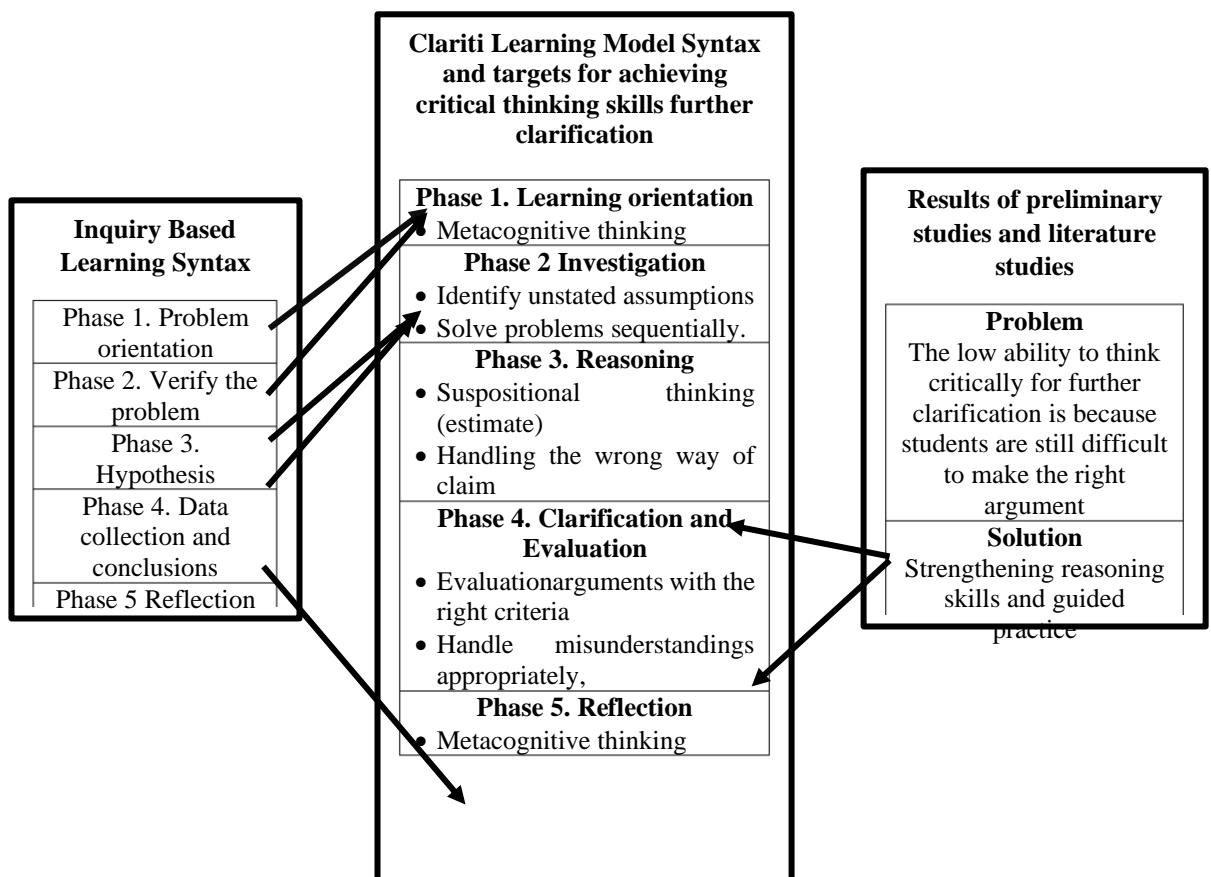 Inquiry Based
Learning Syntax
Phase 1. Problem
orientation
Phase 2. Verify the
problem
Phase 3.
Hypothesis
Phase 4. Data
collection and
conclusions
Phase 5 Reflection
Clariti Learning Model Syntax
and targets for achieving
critical thinking skills further
clarification
Phase 1. Learning orientation
• Metacognitive thinking
Phase 2 Investigation
• Identify unstated assumptions
• Solve problems sequentially.
Phase 3. Reasoning
• Suspositional thinking
(estimate)
• Handling the wrong way of
claim
Phase 4. Clarification and
Evaluation
• Evaluationarguments with the
right criteria
• Handle misunderstandings
appropriately,
Phase 5. Reflection
• Metacognitive thinking
Results of preliminary
studies and literature
studies
Problem
The low ability to think
critically for further
clarification is because
students are still difficult
to make the right
argument
Solution
Strengthening reasoning
skills and guided
practice